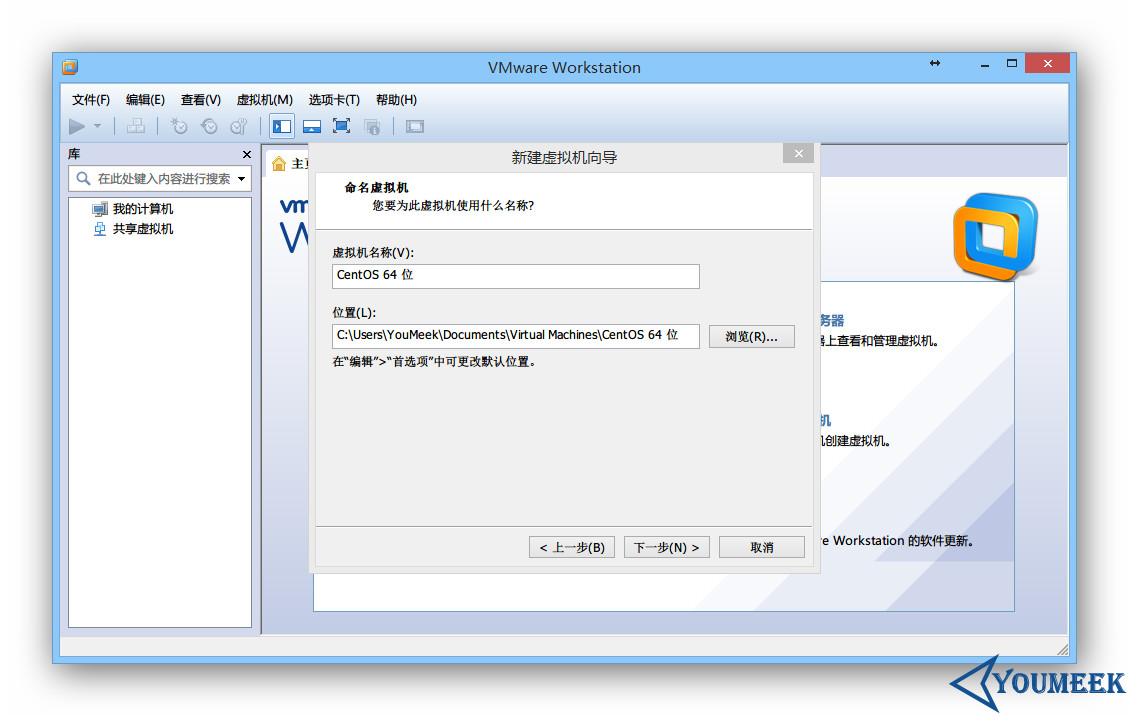 VMware Workstation
文件(F) 编辑(E) 查看(V) 虚拟机(M) 选项卡(T) 帮助(H)
库
在此处键入内容进行搜索
我的计算机
共享虚拟机
主
vm
W
新建虚拟机向导
命名虚拟机
您要为此虚拟机使用什么名称?
虚拟机名称(V):
CentOS 64 位
位置(L):
C:\Users\YouMeek\Documents\Virtual Machines\CentOS 64 位
浏览(R)...
在“编辑”>“首选项”中可更改默认位置。
< 上一步(B) 下一步(N) > 取消
务器
器上查看和管理虚拟机。
机
创建虚拟机。
re Workstation 的软件更新。
YOUMEEK